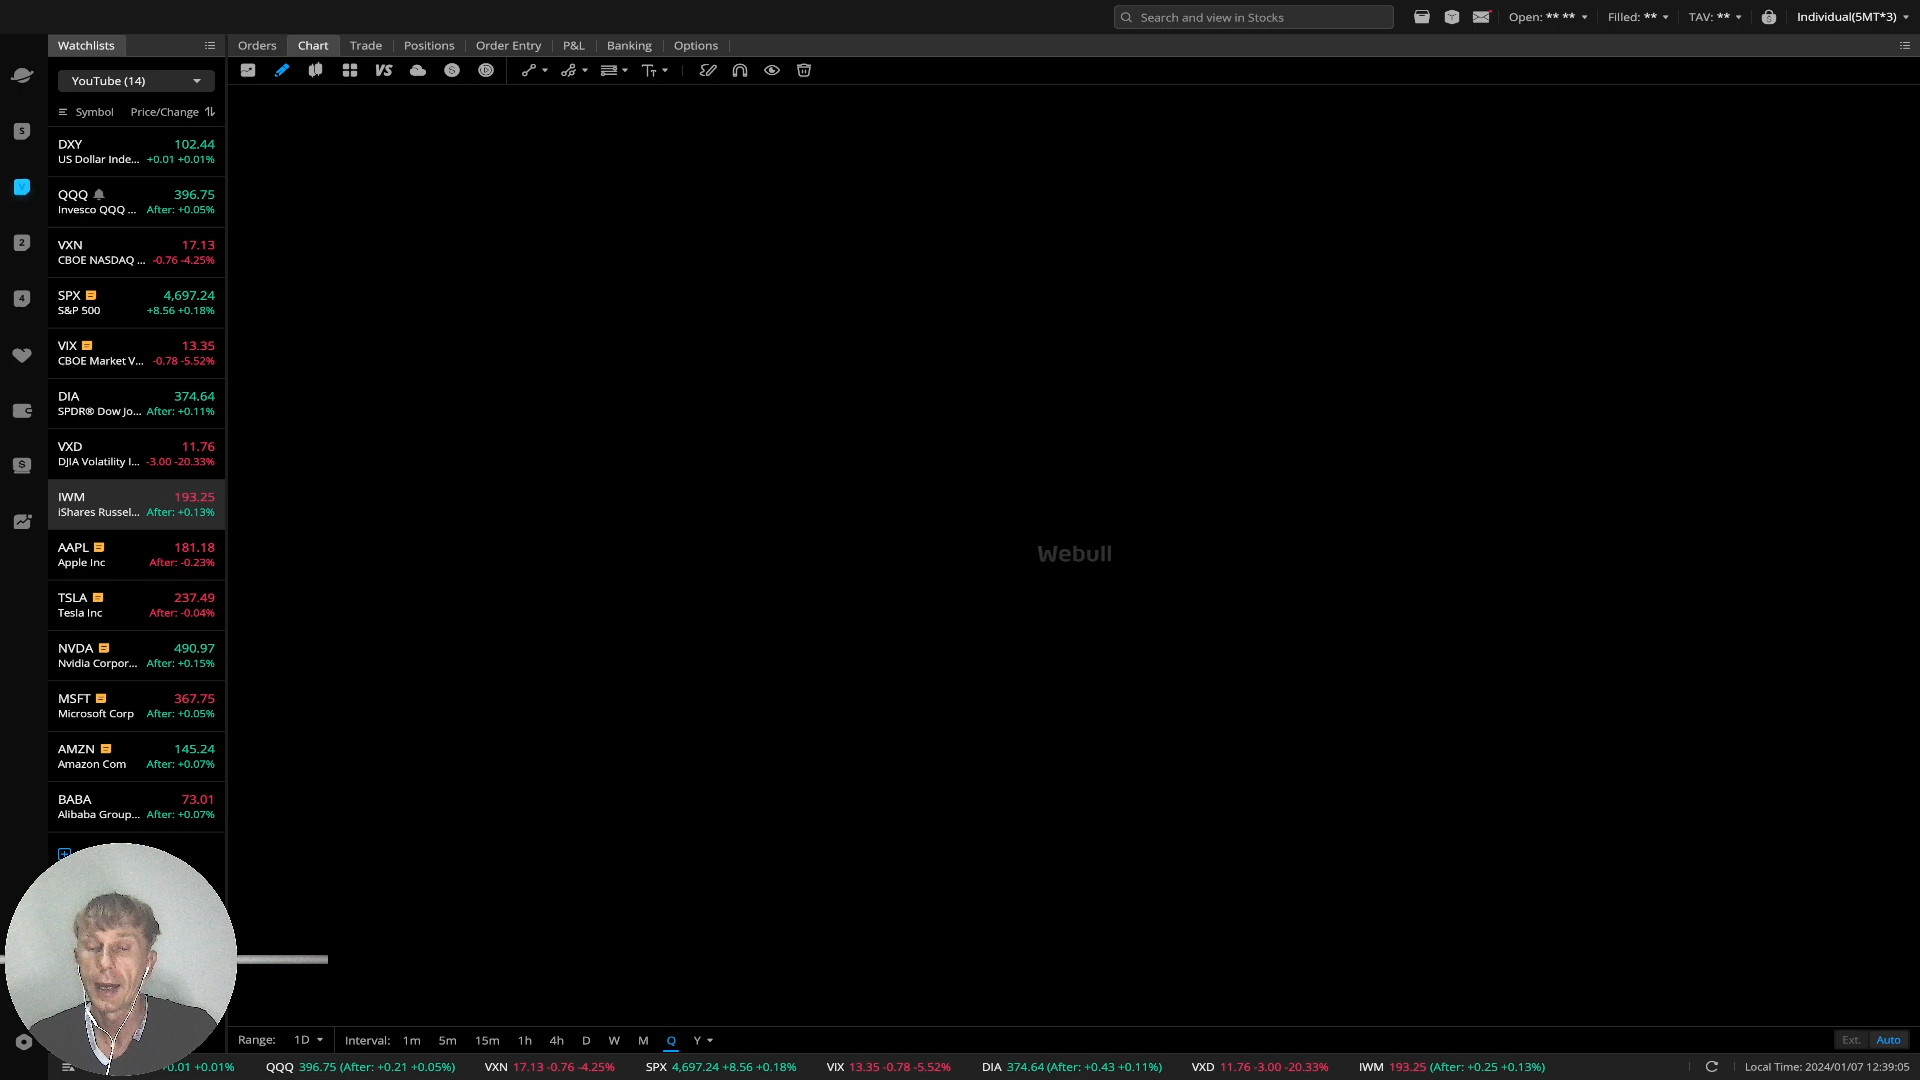 Search and view in Stocks
Open: ** **
Filled: **
TAV: **
Individual(5MT*3)
Watchlists
Orders
Chart
Trade
Positions
Order Entry
P&L
Banking
Options
YouTube (14)
VS
Symbol Price/Change
DXY 102.44
US Dollar Inde... +0.01 +0.01%
QQQ 396.75
Invesco QQQ ... After: +0.05%
VXN 17.13
CBOE NASDAQ ... -0.76 -4.25%
SPX 4,697.24
S&P 500 +8.56 +0.18%
VIX 13.35
CBOE Market V... -0.78 -5.52%
DIA 374.64
SPDR® Dow Jo... After: +0.11%
VXD 11.76
DJIA Volatility I... -3.00 -20.33%
IWM 193.25
iShares Russel... After: +0.13%
AAPL 181.18
Apple Inc After: -0.23%
TSLA 237.49
Tesla Inc After: -0.04%
NVDA 490.97
Nvidia Corpor... After: +0.15%
MSFT 367.75
Microsoft Corp After: +0.05%
AMZN 145.24
Amazon Com After: +0.07%
BABA 73.01
Alibaba Group... After: +0.07%
Webull
Range: 1D Interval: 1m 5m 15m 1h 4h D W M Q Y
Ext. Auto
+0.01% QQQ 396.75 (After: +0.21 +0.05%) VXN 17.13 -0.76 -4.25% SPX 4,697.24 +8.56 +0.18% VIX 13.35 -0.78 -5.52% DIA 374.64 (After: +0.43 +0.11%) VXD 11.76 -3.00 -20.33% IWM 193.25 (After: +0.25 +0.13%) Local Time: 2024/01/07 12:39:05